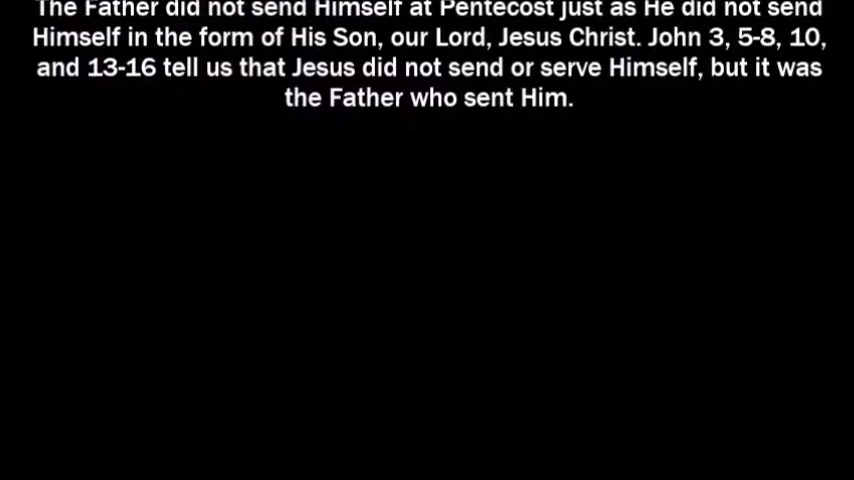 The Father did not send Himself at Pentecost just as He did not send
Himself in the form of His Son, our Lord, Jesus Christ. John 3, 5-8, 10,
and 13-16 tell us that Jesus did not send or serve Himself, but it was
the Father who sent Him.